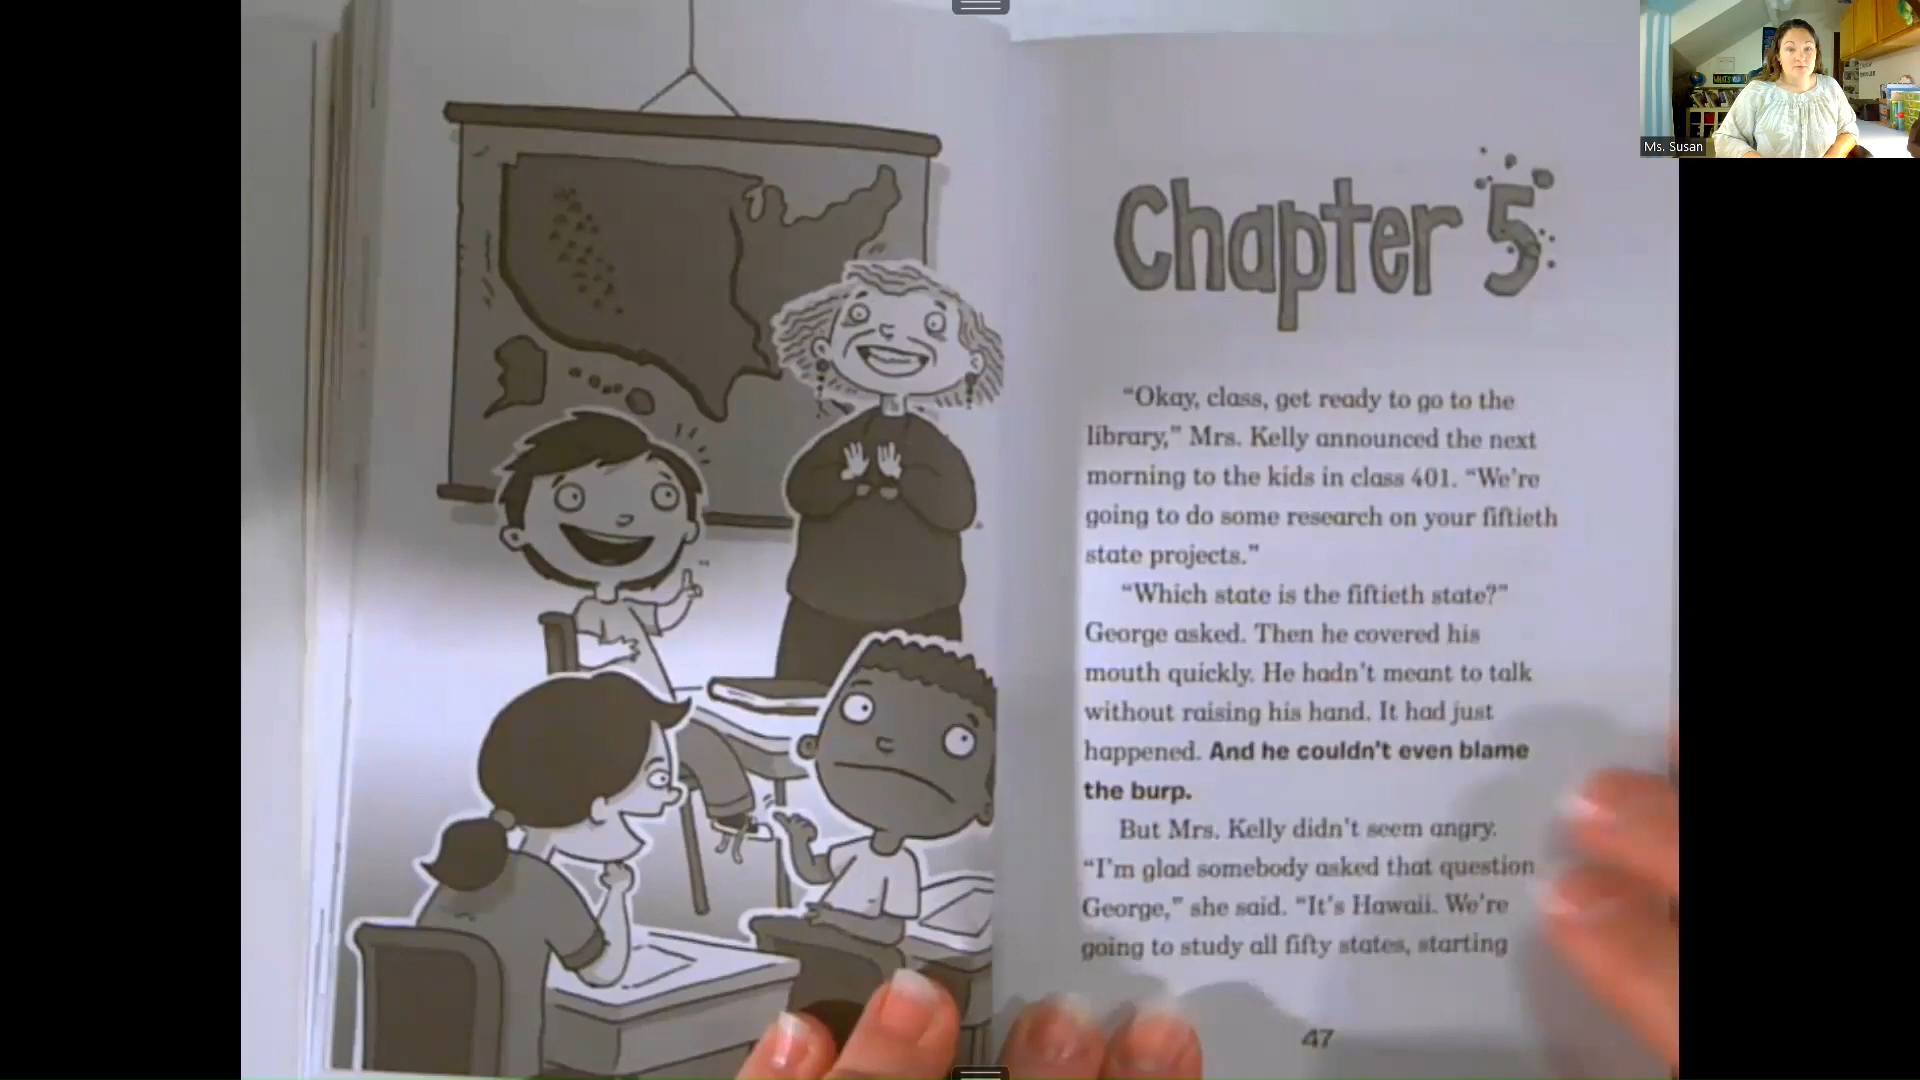 Ms. Susan
Chapter 5
“Okay, class, get ready to go to the
library,” Mrs. Kelly announced the next
morning to the kids in class 401. “We’re
going to do some research on your fiftieth
state projects.”
“Which state is the fiftieth state?”
George asked. Then he covered his
mouth quickly. He hadn’t meant to talk
without raising his hand. It had just
happened. And he couldn’t even blame
the burp.
But Mrs. Kelly didn’t seem angry.
“I’m glad somebody asked that question
George,” she said. “It’s Hawaii. We’re
going to study all fifty states, starting
47